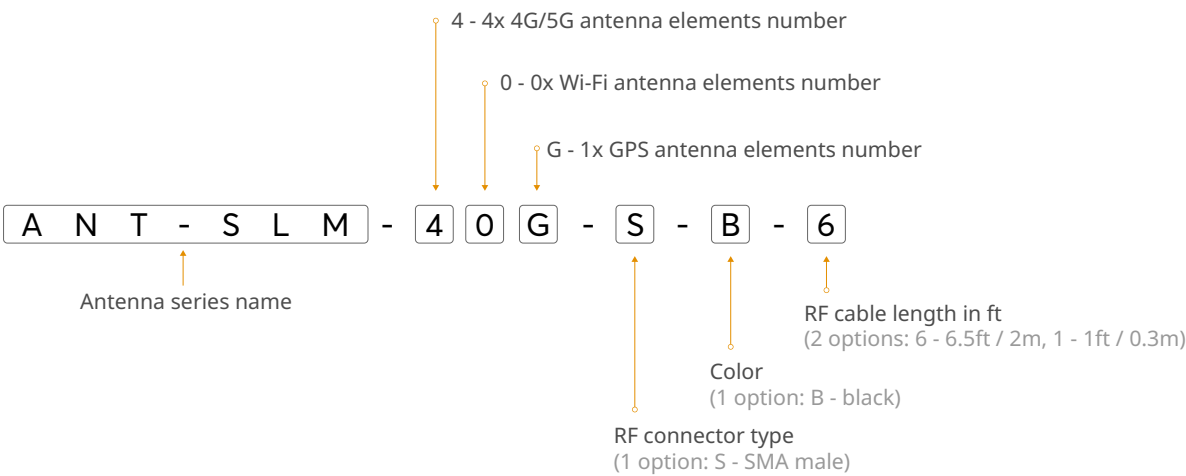 4 - 4x 4G/5G antenna elements number
0 - 0x Wi-Fi antenna elements number
G - 1x GPS antenna elements number
A N T - S L M - 4 0 G - S - B - 6
Antenna series name
RF cable length in ft
(2 options: 6 - 6.5ft / 2m, 1 - 1ft / 0.3m)
Color
(1 option: B - black)
RF connector type
(1 option: S - SMA male)